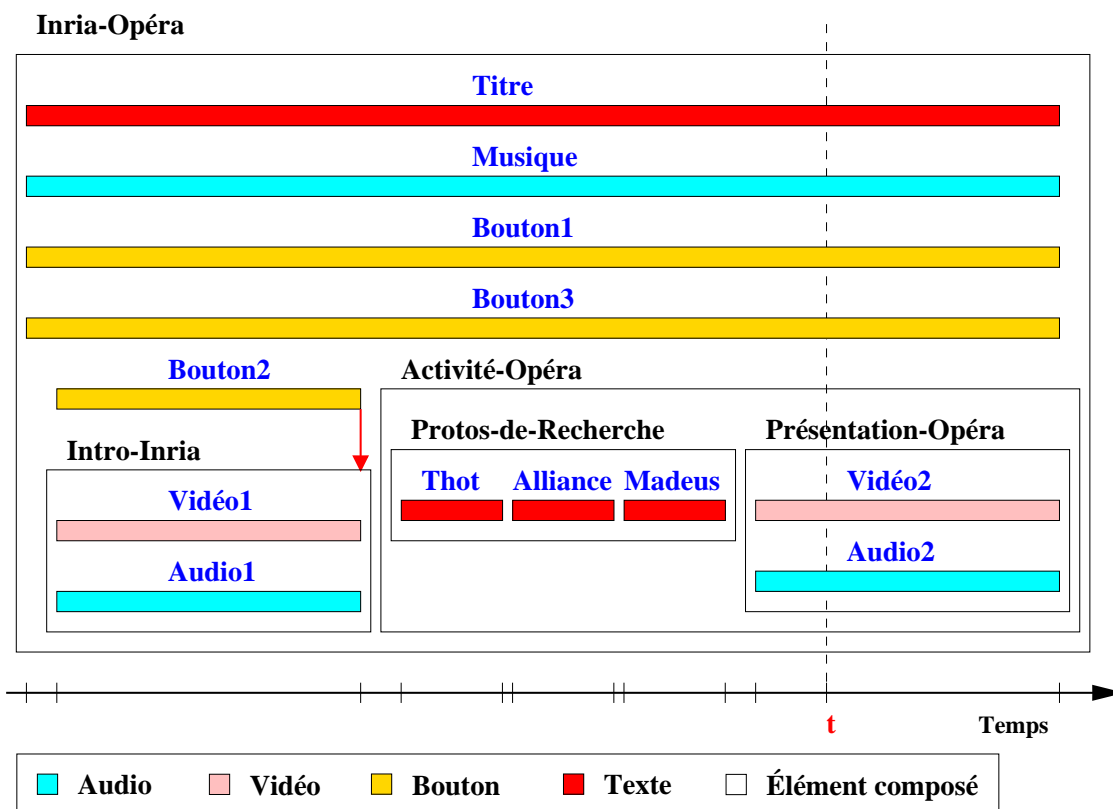 Inria-Opéra
Titre
Musique
Bouton1
Bouton3
Bouton2
Activité-Opéra
Protos-de-Recherche
Présentation-Opéra
Intro-Inria
Thot
Alliance
Madeus
Vidéo2
Vidéo1
Audio2
Audio1
t
Temps
Audio
Vidéo
Bouton
Texte
Élément composé